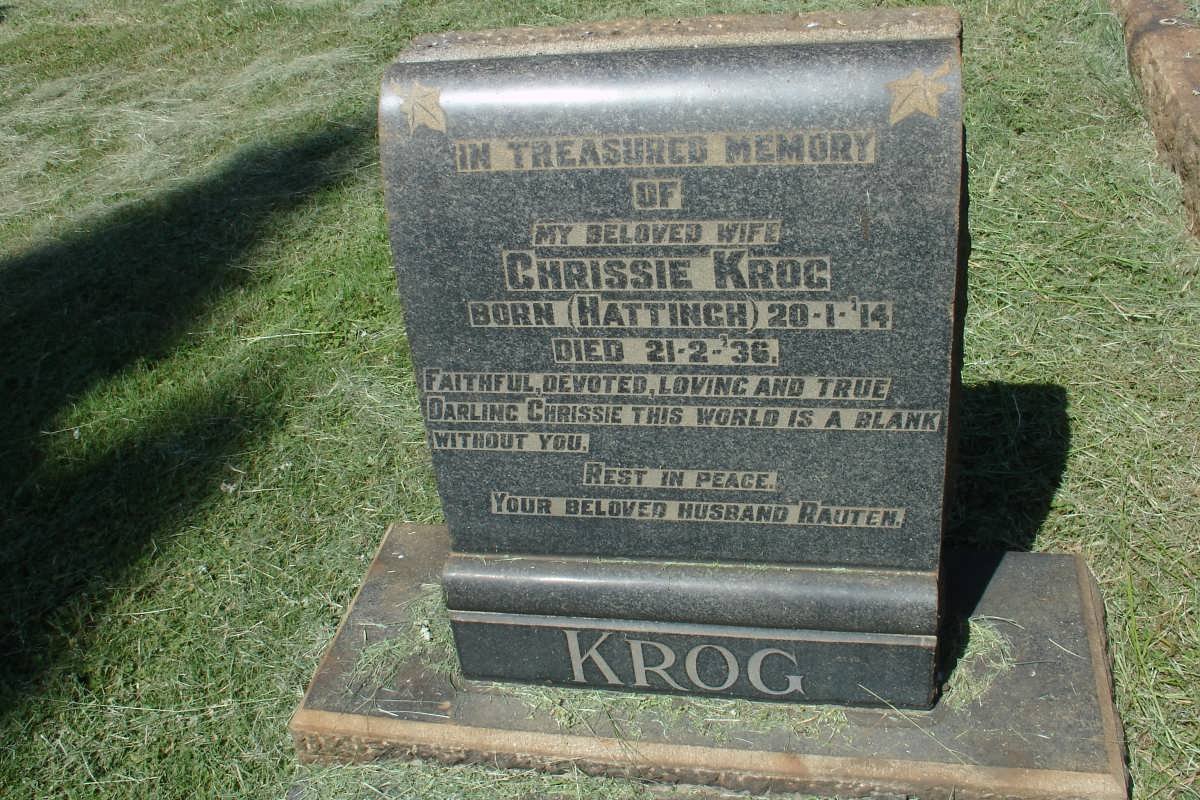 IN TREASURED MEMORY
OF
MY BELOVED WIFE
CHRISSIE KROG
BORN (HATTINGH) 20-1-'14
DIED 21-2-'36.
FAITHFUL, DEVOTED, LOVING AND TRUE
DARLING CHRISSIE THIS WORLD IS A BLANK
WITHOUT YOU.
REST IN PEACE.
YOUR BELOVED HUSBAND RAUTEN.
KROG